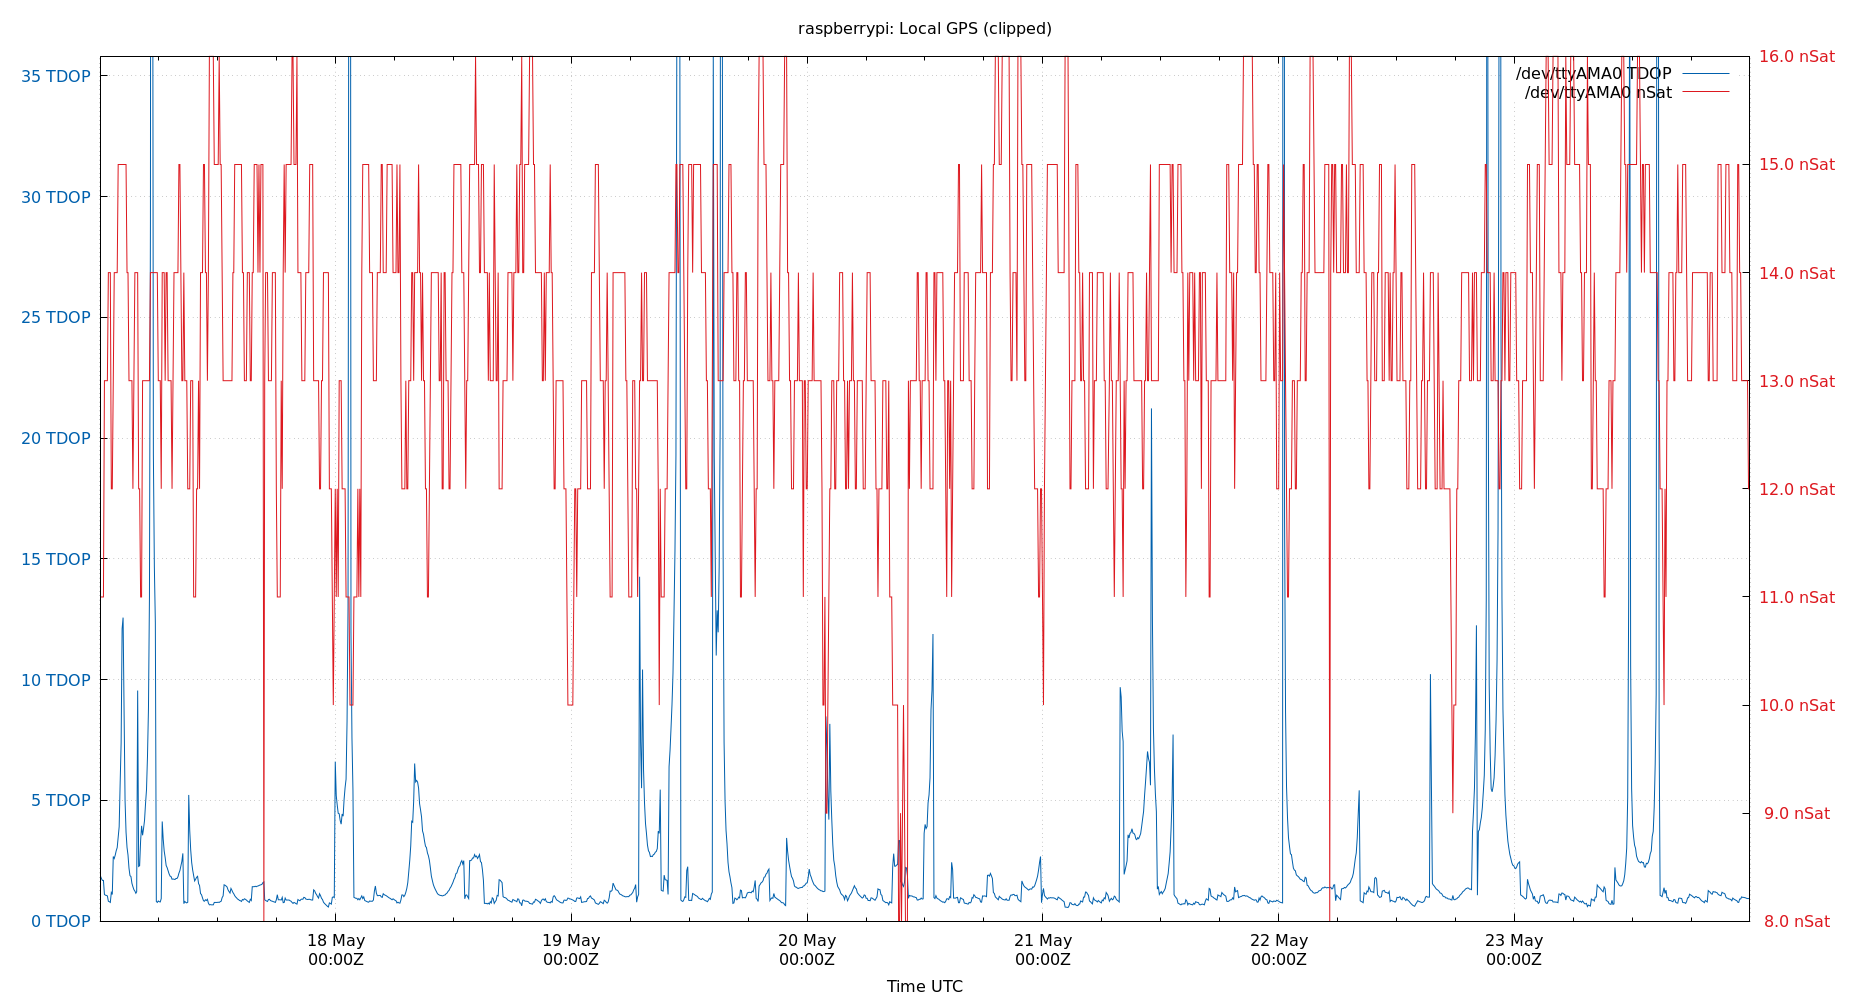 raspberrypi: Local GPS (clipped)
35 TDOP
30 TDOP
25 TDOP
20 TDOP
15 TDOP
10 TDOP
5 TDOP
0 TDOP
16.0 nSat
15.0 nSat
14.0 nSat
13.0 nSat
12.0 nSat
11.0 nSat
10.0 nSat
9.0 nSat
8.0 nSat
/dev/ttyAMA0 TDOP
/dev/ttyAMA0 nSat
18 May
00:00Z
19 May
00:00Z
20 May
00:00Z
21 May
00:00Z
22 May
00:00Z
23 May
00:00Z
Time UTC